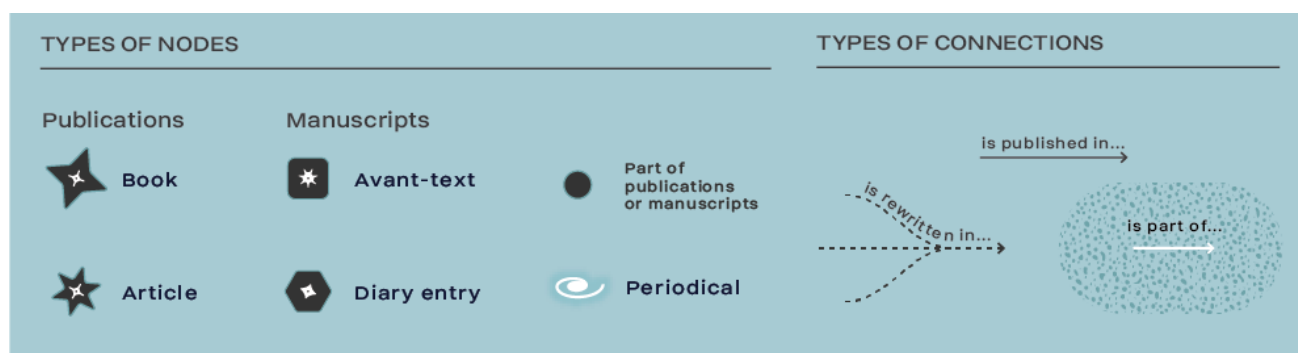 TYPES OF NODES
Publications
Manuscripts
Book
Avant-text
Part of
publications
or manuscripts
Article
Diary entry
Periodical
TYPES OF CONNECTIONS
is published in...
is rewritten in...
is part of...